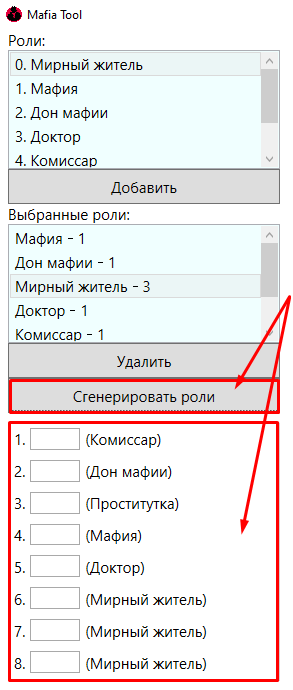 Mafia Tool
Роли:
0. Мирный житель
1. Мафия
2. Дон мафии
3. Доктор
4. Комиссар
Добавить
Выбранные роли:
Мафия - 1
Дон мафии - 1
Мирный житель - 3
Доктор - 1
Комиссар - 1
Удалить
Сгенерировать роли
1. (Комиссар)
2. (Дон мафии)
3. (Проститутка)
4. (Мафия)
5. (Доктор)
6. (Мирный житель)
7. (Мирный житель)
8. (Мирный житель)